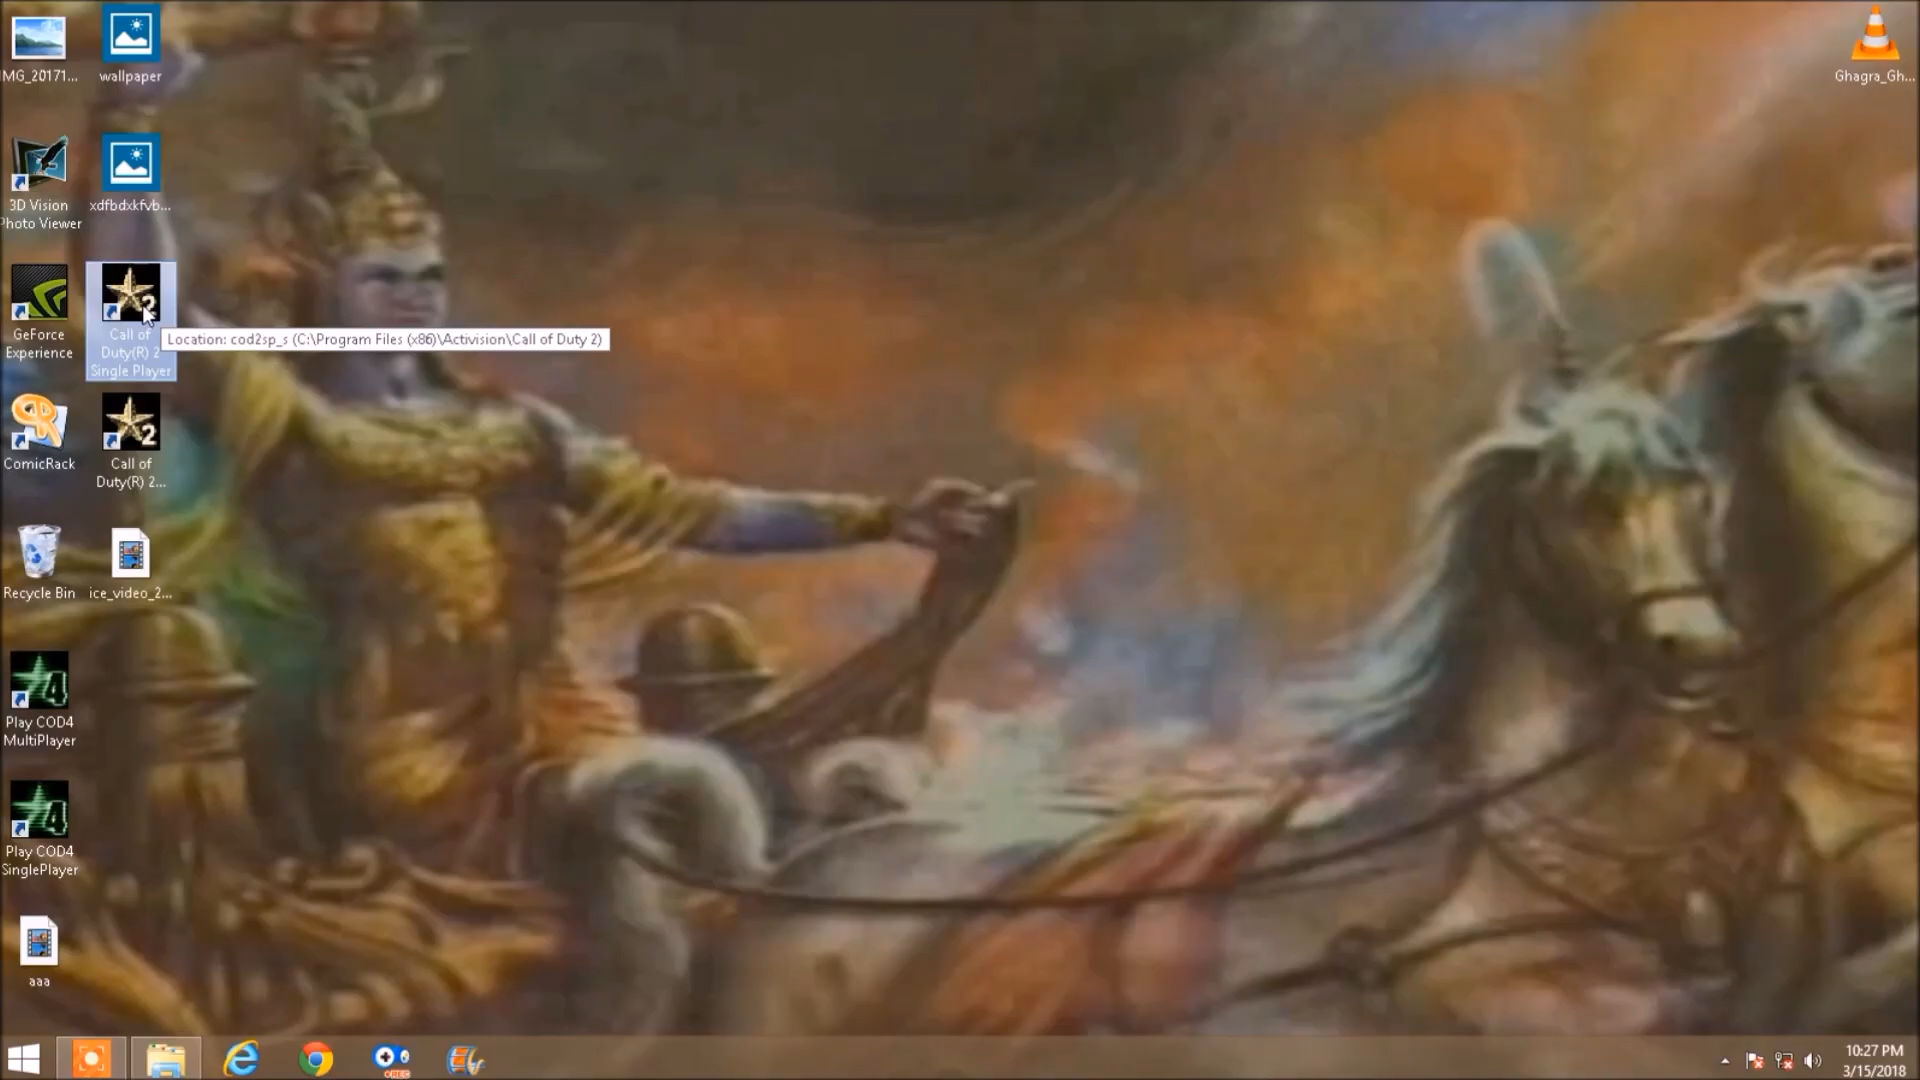 IMG_20171...
wallpaper
Ghagra_Gh...
3D Vision
Photo Viewer
xdfbdxkfvb...
GeForce
Experience
Call of
Duty(R) 2
Single Player
Location: cod2sp_s (C:\Program Files (x86)\Activision\Call of Duty 2)
ComicRack
Call of
Duty(R) 2...
Recycle Bin
ice_video_2...
Play COD4
MultiPlayer
Play COD4
SinglePlayer
aaa
REC
10:27 PM
3/15/2018